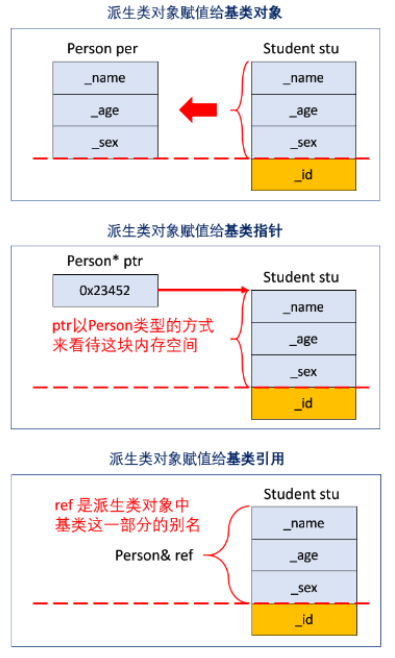 派生类对象赋值给基类对象
Person per
Student stu
_name
_name
_age
_age
_sex
_sex
_id
派生类对象赋值给基类指针
Person* ptr
0x23452
Student stu
ptr以Person类型的方式
来看待这块内存空间
_name
_age
_sex
_id
派生类对象赋值给基类引用
ref 是派生类对象中
基类这一部分的别名
Person& ref
Student stu
_name
_age
_sex
_id